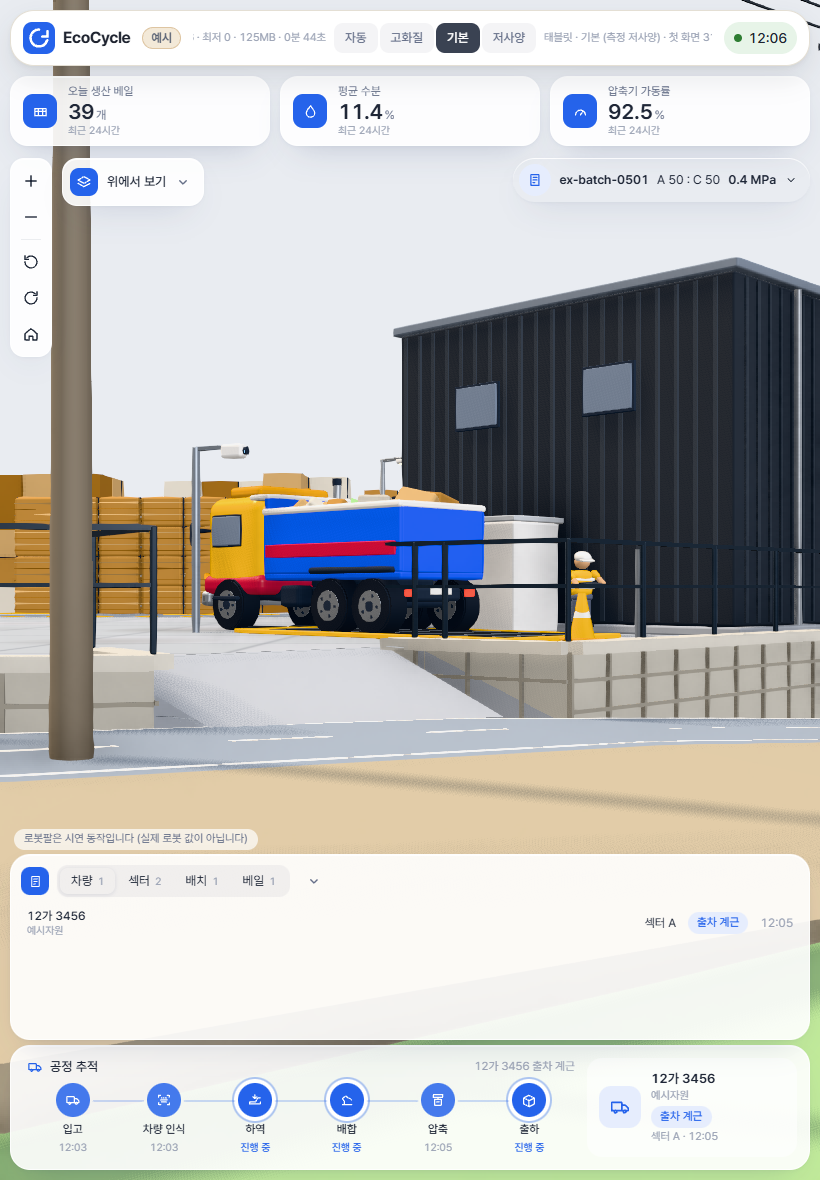 EcoCycle 예시 · 최저 0 · 125MB · 0분 44초 자동 고화질 기본 저사양 태블릿 · 기본 (측정 저사양) · 첫 화면 12:06
오늘 생산 베일
39개
최근 24시간
평균 수분
11.4%
최근 24시간
압축기 가동률
92.5%
최근 24시간
위에서 보기
ex-batch-0501 A 50 : C 50 0.4 MPa
로봇팔은 시연 동작입니다 (실제 로봇 값이 아닙니다)
차량 1 섹터 2 배치 1 베일 1
12가 3456
예시자원
섹터 A 출차 계근 12:05
공정 추적
12가 3456 출차 계근
입고 차량 인식 하역 배합 압축 출하
12:03 12:03 진행 중 진행 중 12:05 진행 중
12가 3456
예시자원
출차 계근
섹터 A · 12:05